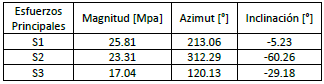 Esfuerzos Principales Magnitud [Mpa] Azimut [°] Inclinación [°]
S1 25.81 213.06 -5.23
S2 23.31 312.29 -60.26
S3 17.04 120.13 -29.18